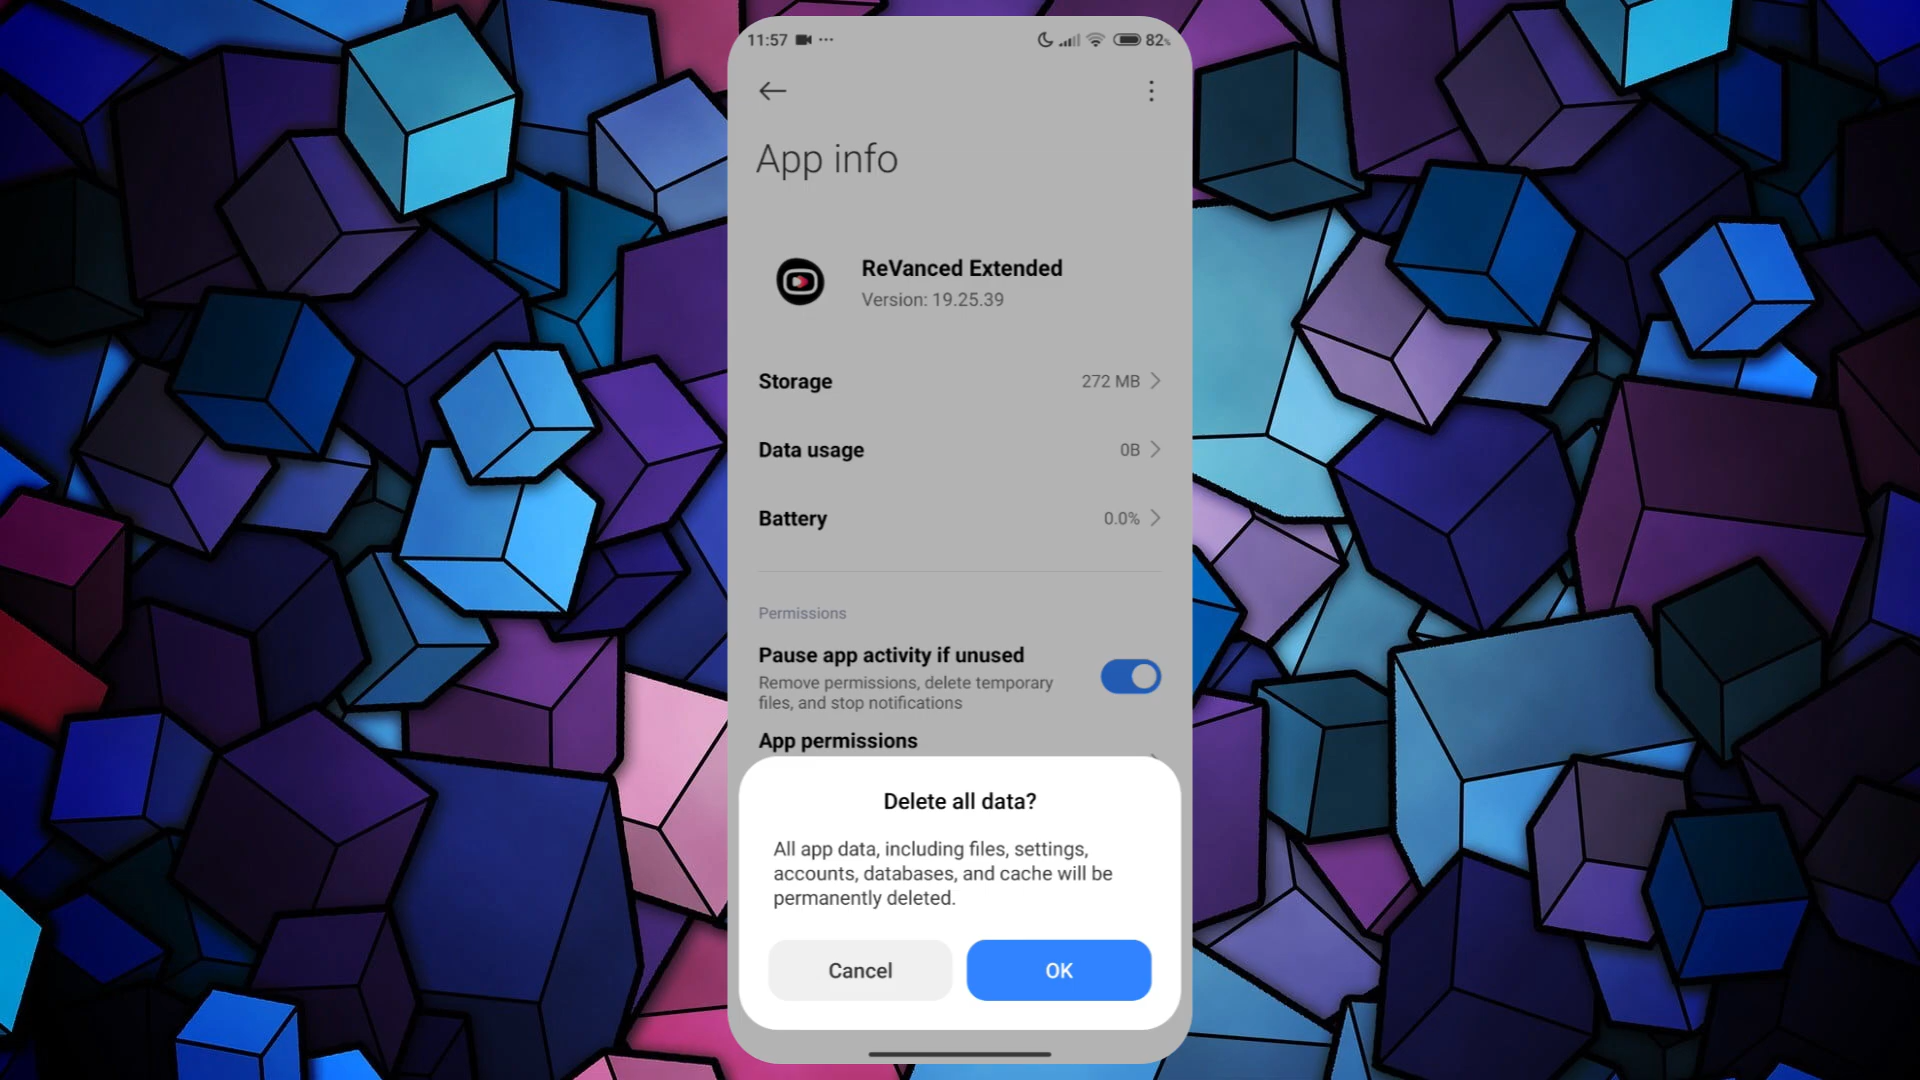 11:57 ··· 82%
App info
ReVanced Extended
Version: 19.25.39
Storage 272 MB
Data usage 0B
Battery 0.0%
Permissions
Pause app activity if unused
Remove permissions, delete temporary
files, and stop notifications
App permissions
Delete all data?
All app data, including files, settings,
accounts, databases, and cache will be
permanently deleted.
Cancel OK